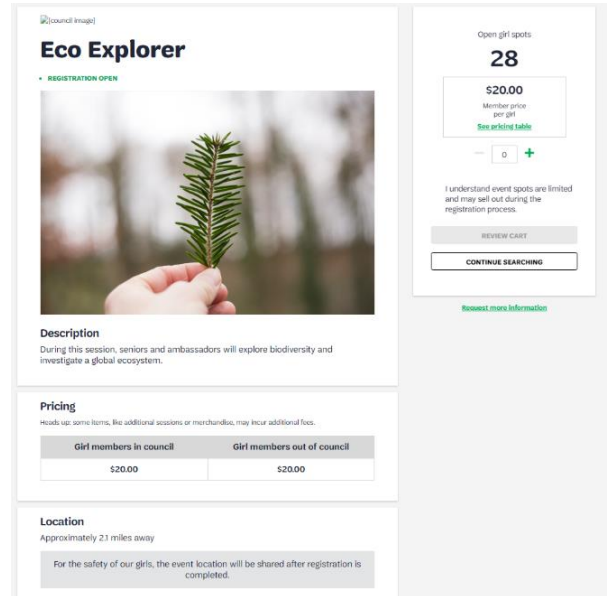 [council image]
Eco Explorer
• REGISTRATION OPEN
Description
During this session, seniors and ambassadors will explore biodiversity and
investigate a global ecosystem.
Pricing
Heads up: some items, like additional sessions or merchandise, may incur additional fees.
Girl members in council Girl members out of council
$20.00 $20.00
Location
Approximately 2.1 miles away
For the safety of our girls, the event location will be shared after registration is
completed.
Open girl spots
28
$20.00
Member price
per girl
See pricing table
— 0 +
I understand event spots are limited
and may sell out during the
registration process.
REVIEW CART
CONTINUE SEARCHING
Request more information